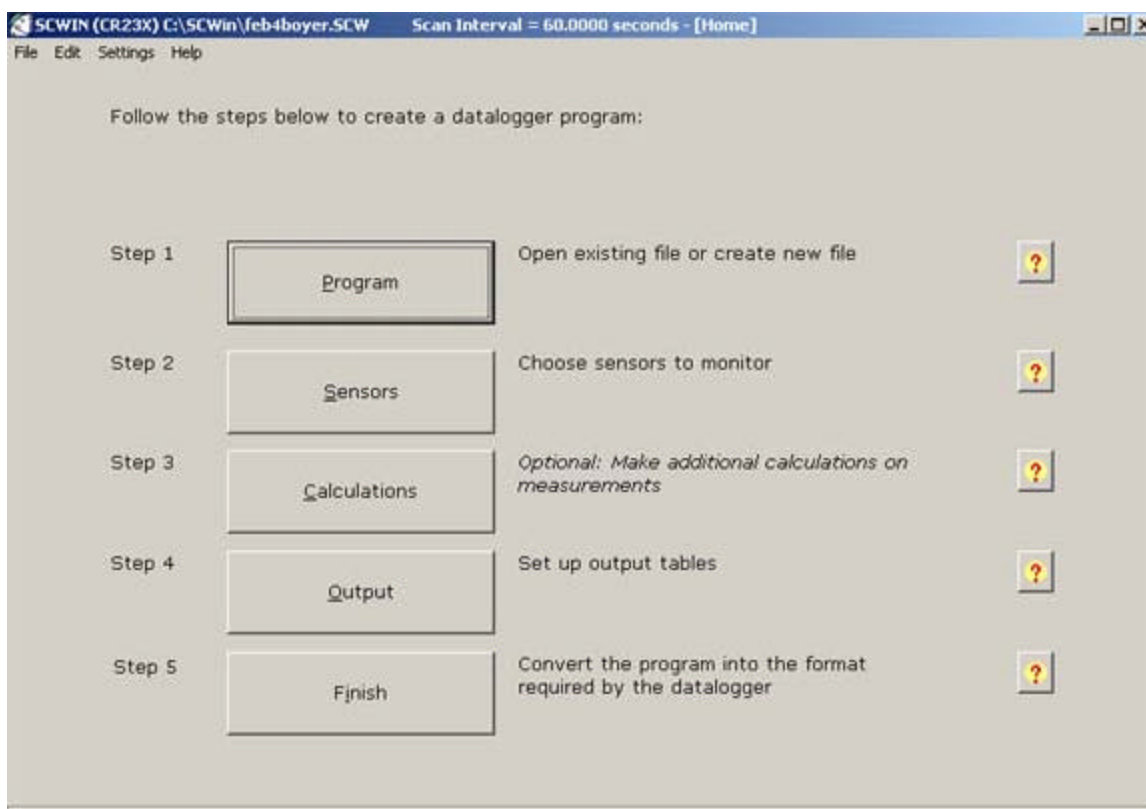 SCWIN (CR23X) C:\SCWin\feb4boyer.SCW Scan Interval = 60.0000 seconds - [Home]
File Edit Settings Help
Follow the steps below to create a datalogger program:
Step 1
Program
Open existing file or create new file
?
Step 2
Sensors
Choose sensors to monitor
?
Step 3
Calculations
Optional: Make additional calculations on
measurements
?
Step 4
Output
Set up output tables
?
Step 5
Finish
Convert the program into the format
required by the datalogger
?